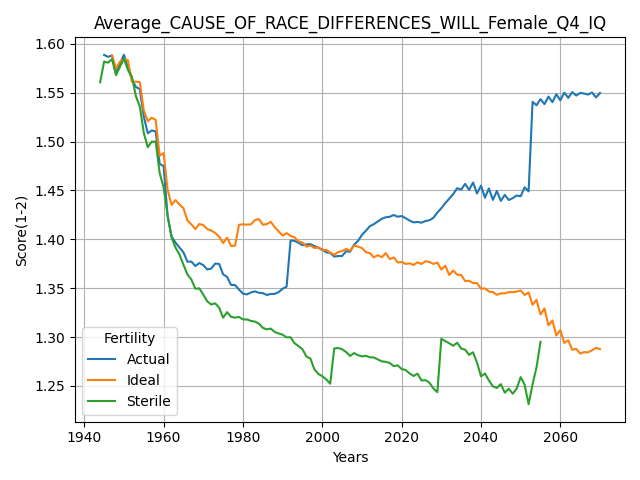 Average_CAUSE_OF_RACE_DIFFERENCES_WILL_Female_Q4_IQ
1.60
1.55
1.50
1.45
1.40
1.35
1.30
1.25
Score(1-2)
Fertility
Actual
Ideal
Sterile
1940
1960
1980
2000
2020
2040
2060
Years